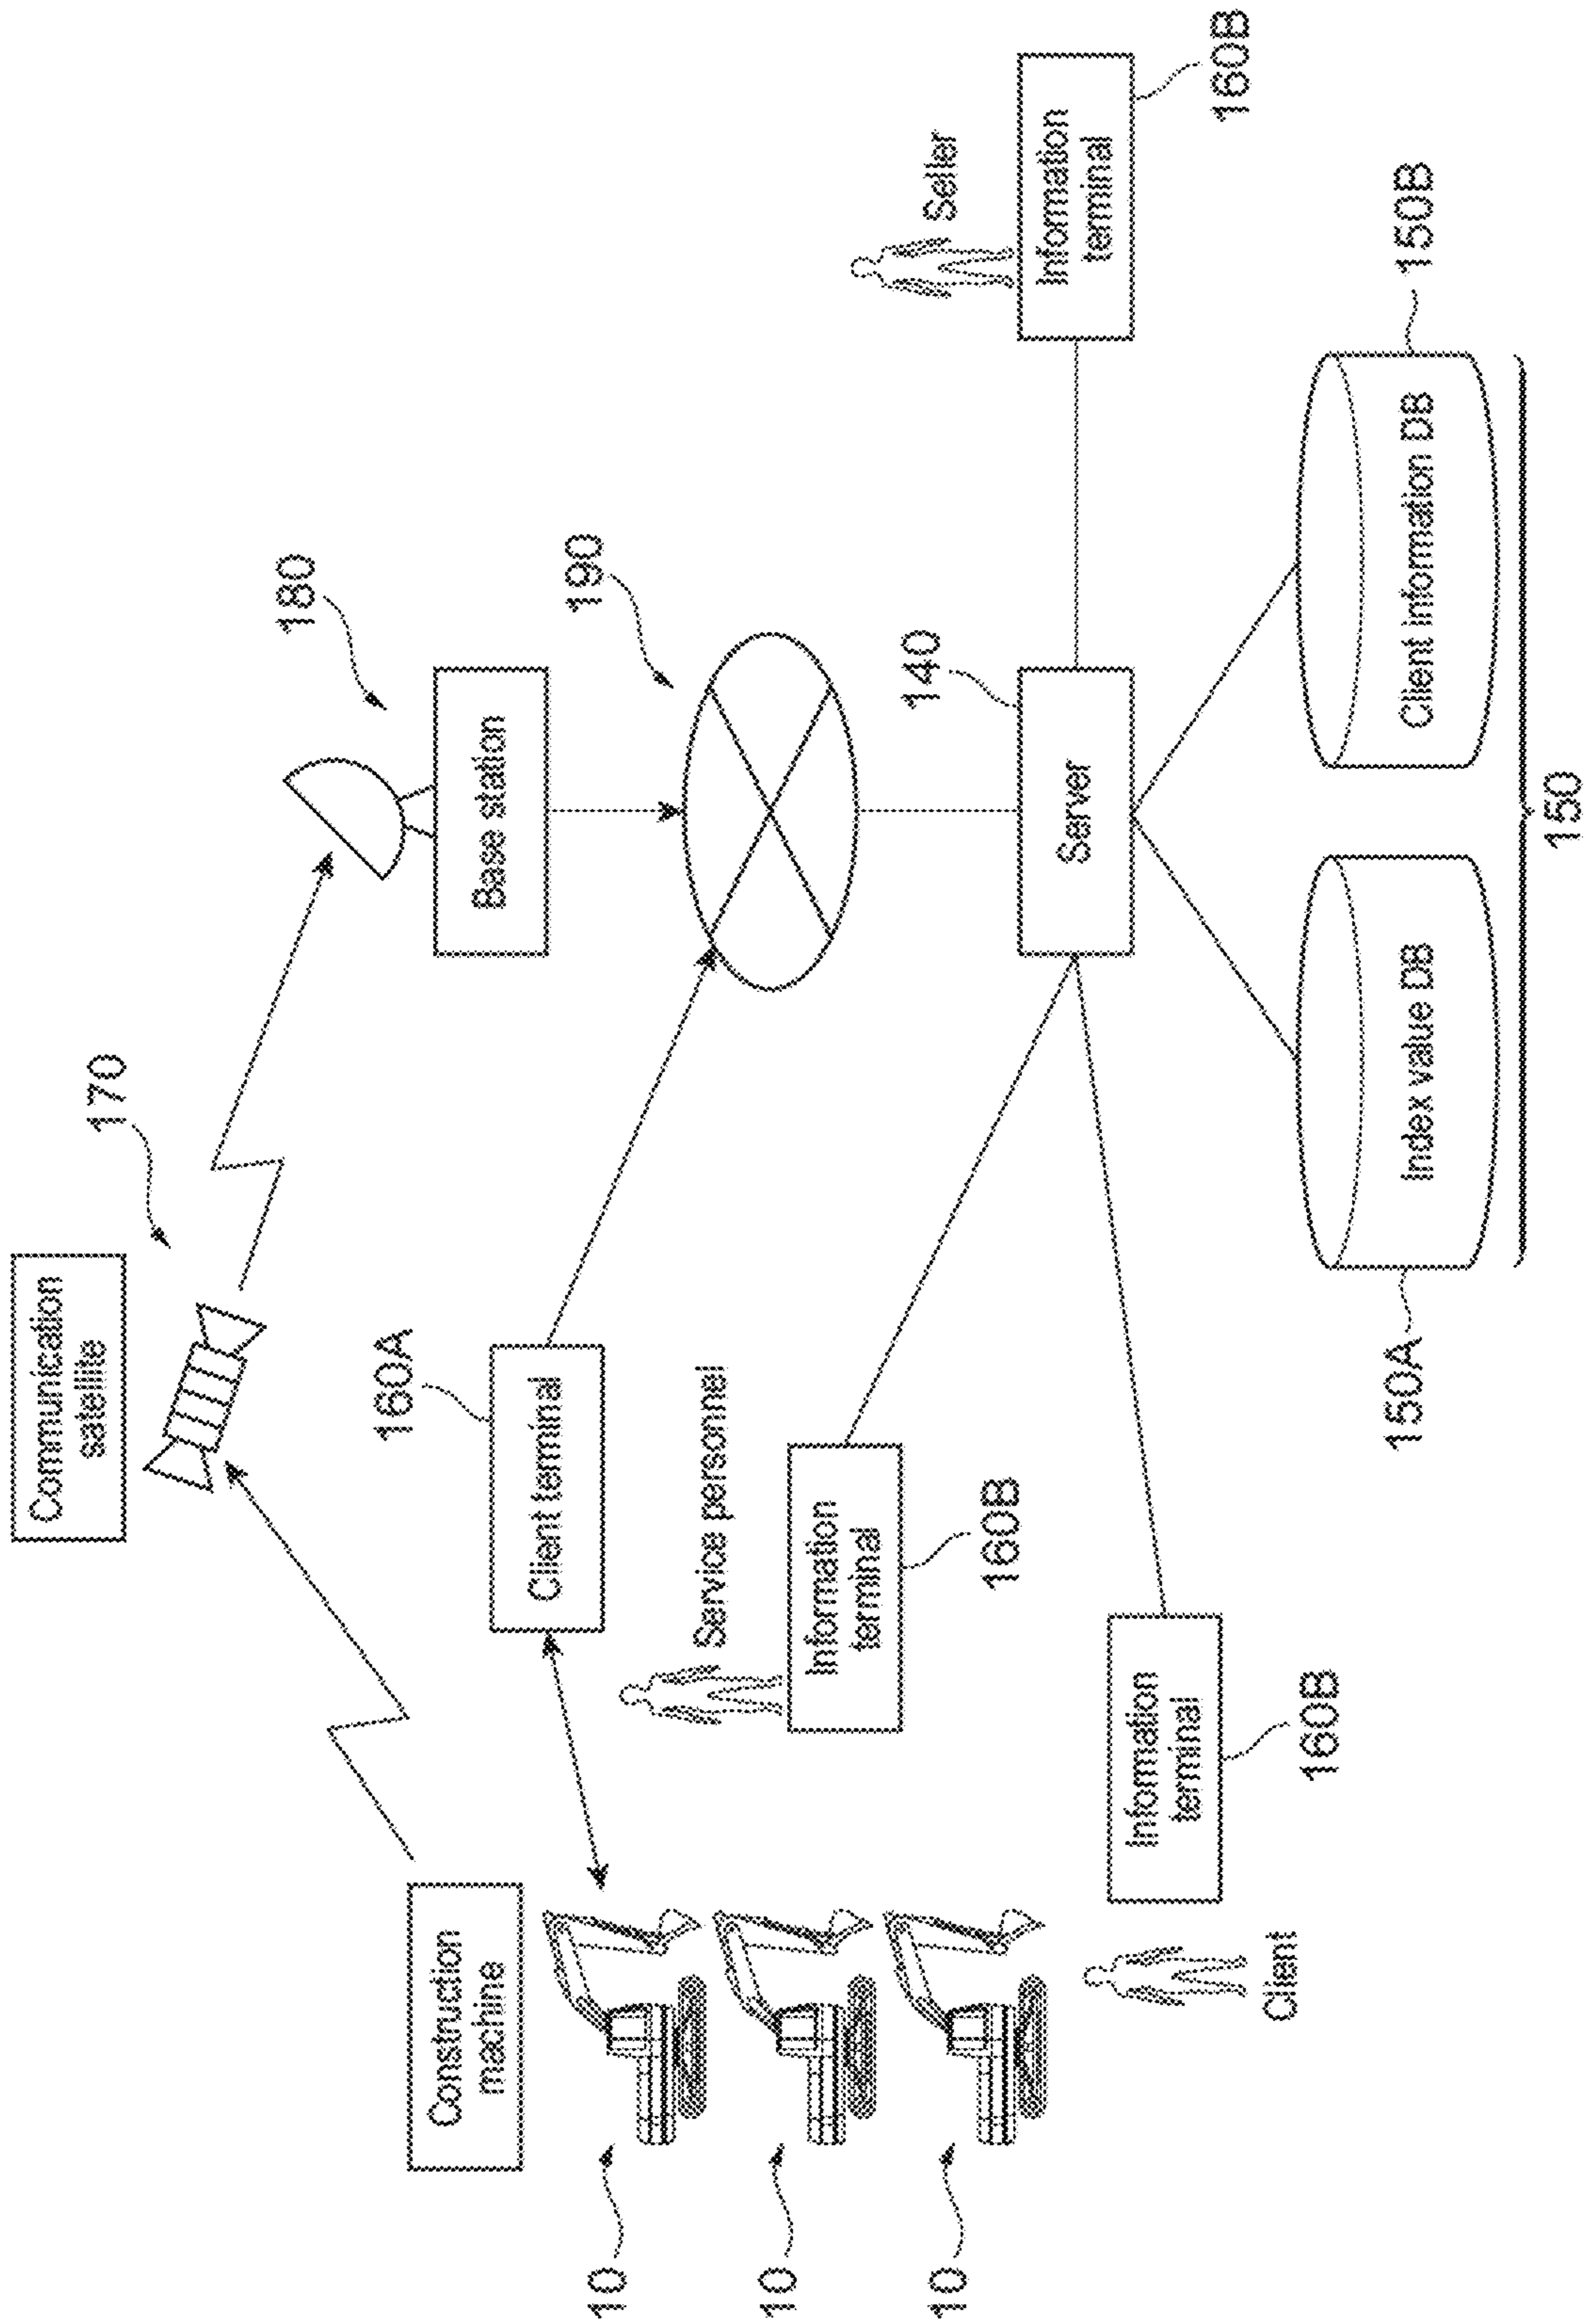 Communication
satellite
170
180
Base station
190
Construction
machine
160A
Client terminal
10
10
10
Service personnel
Information
terminal
160B
140
Server
Seller
Information
terminal
160B
Client
Information
terminal
160B
150A
Index value DB
Client information DB
150B
150